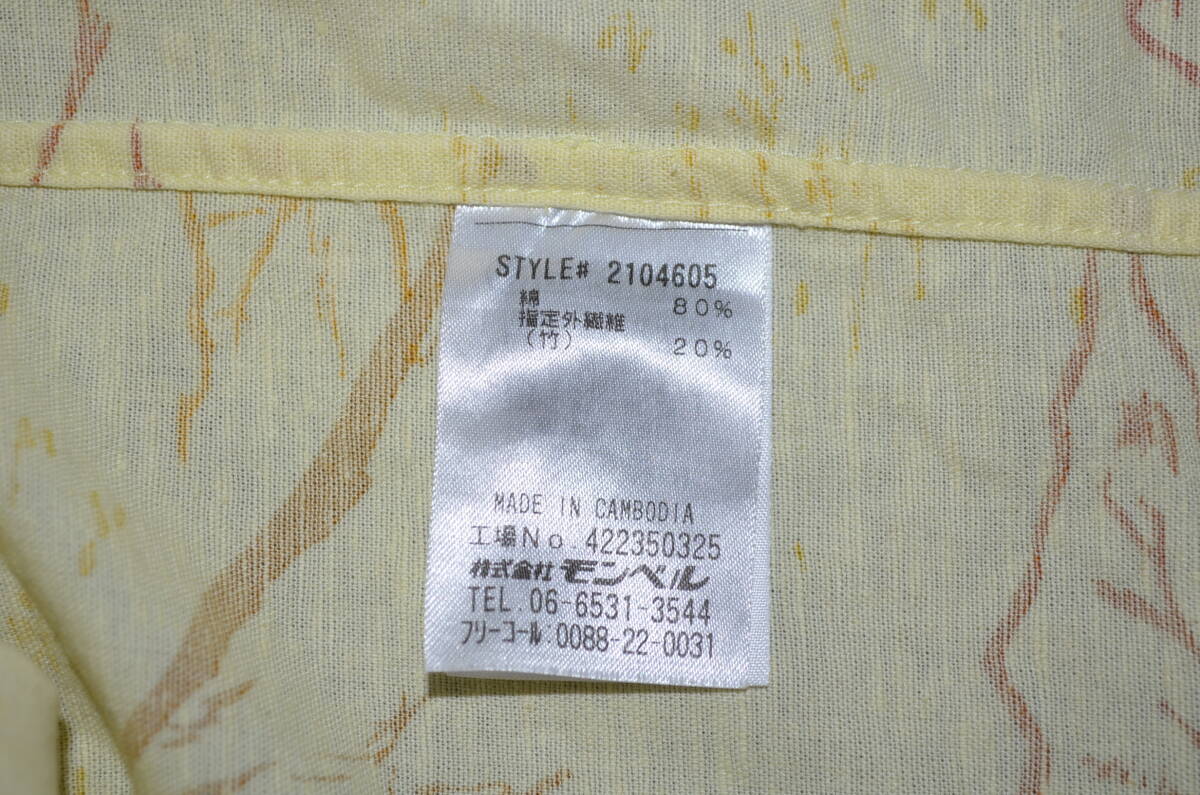 STYLE# 2104605
綿 80%
指定外繊維
(竹) 20%
MADE IN CAMBODIA
工場No.422350325
株式会社 モンベル
TEL.06-6531-3544
フリーコール:0088-22-0031